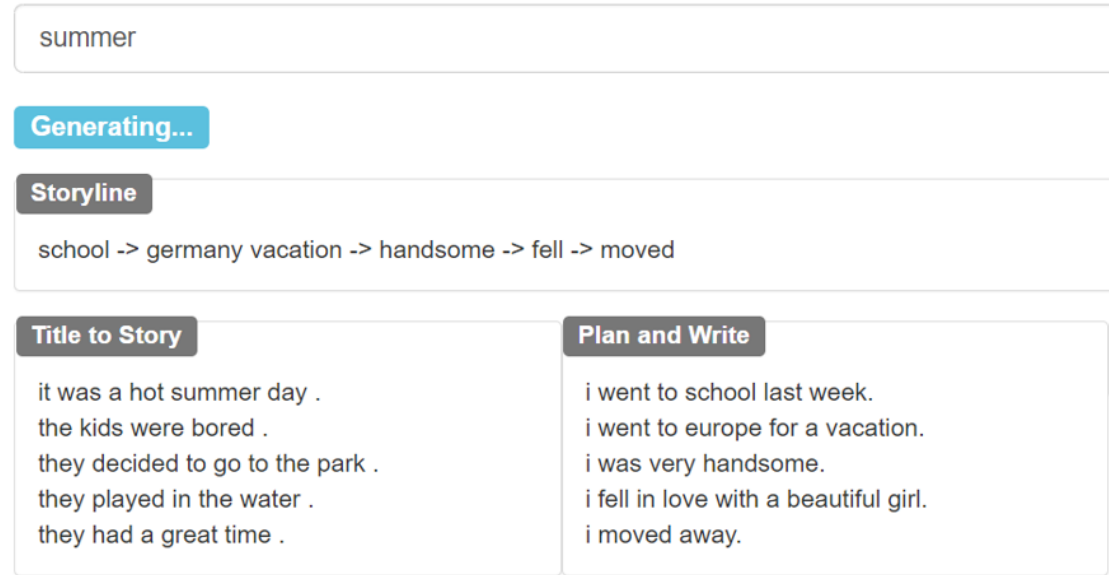 summer
Generating...
Storyline
school -> germany vacation -> handsome -> fell -> moved
Title to Story
it was a hot summer day .
the kids were bored .
they decided to go to the park .
they played in the water .
they had a great time .
Plan and Write
i went to school last week.
i went to europe for a vacation.
i was very handsome.
i fell in love with a beautiful girl.
i moved away.